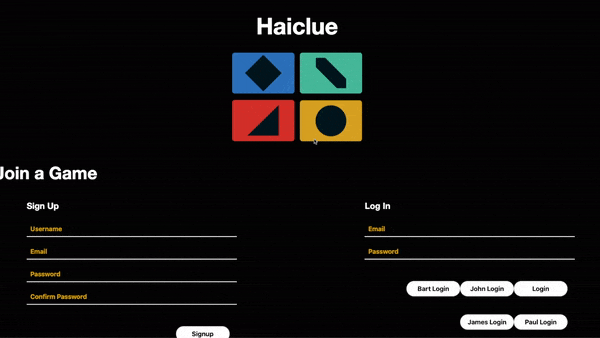 Haiclue
Join a Game
Sign Up
Username
Email
Password
Confirm Password
Signup
Log In
Email
Password
Bart Login John Login Login
James Login Paul Login